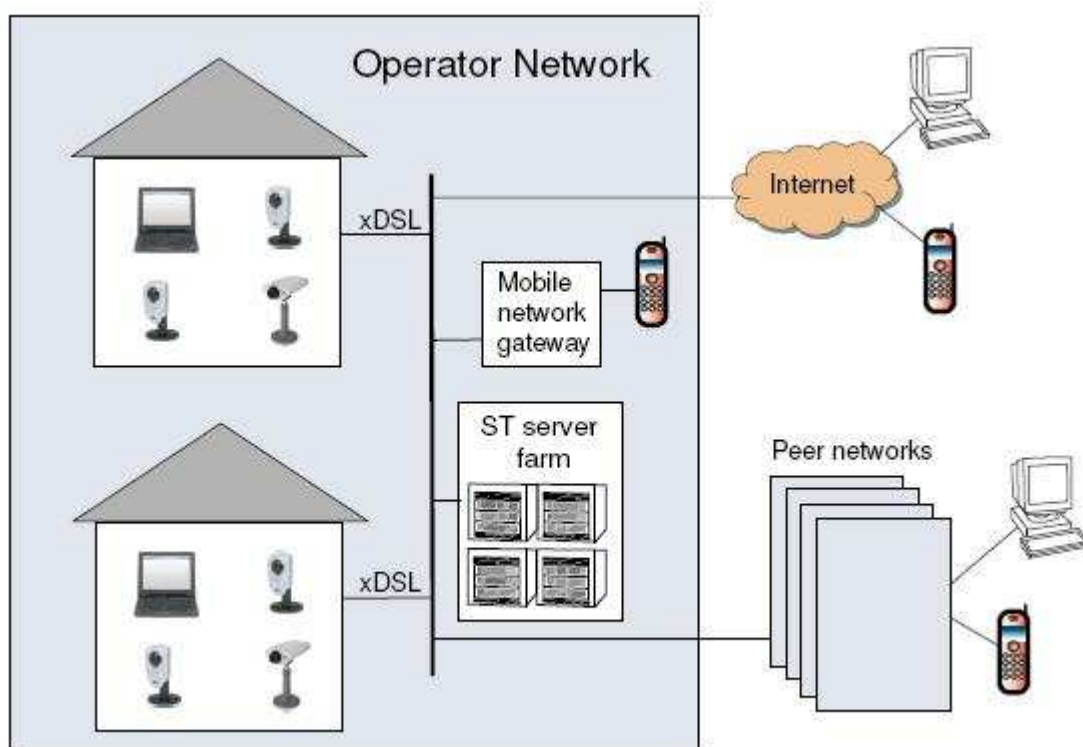 Operator Network
xDSL
Internet
Mobile
network
gateway
ST server
farm
Peer networks
xDSL